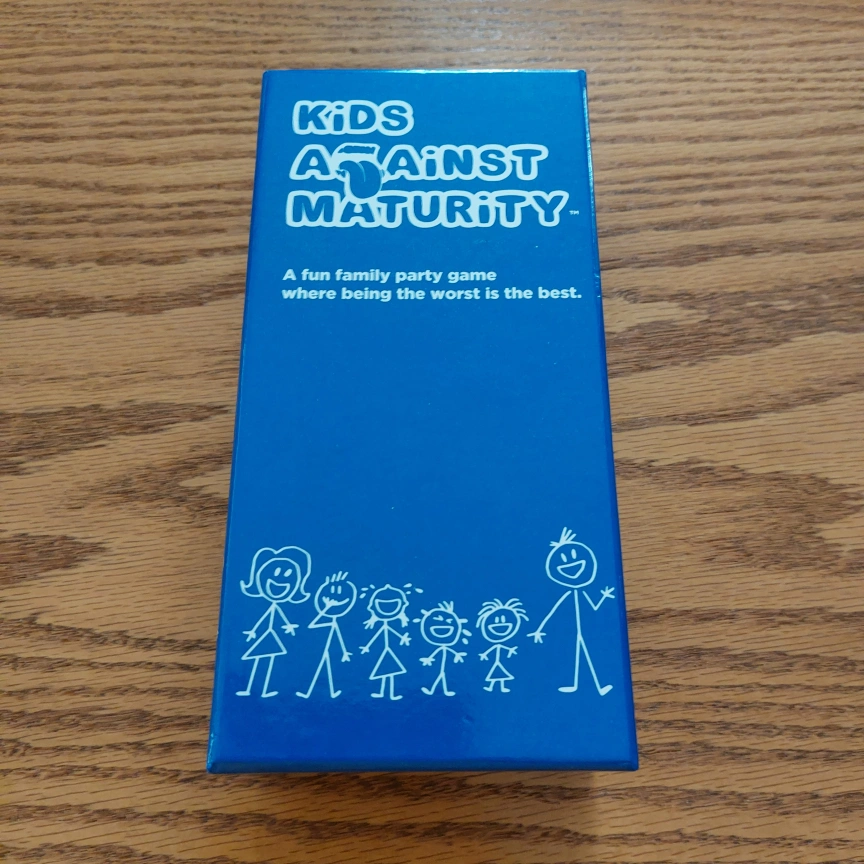 KiDS
AGAiNST
MATURiTY™
A fun family party game
where being the worst is the best.